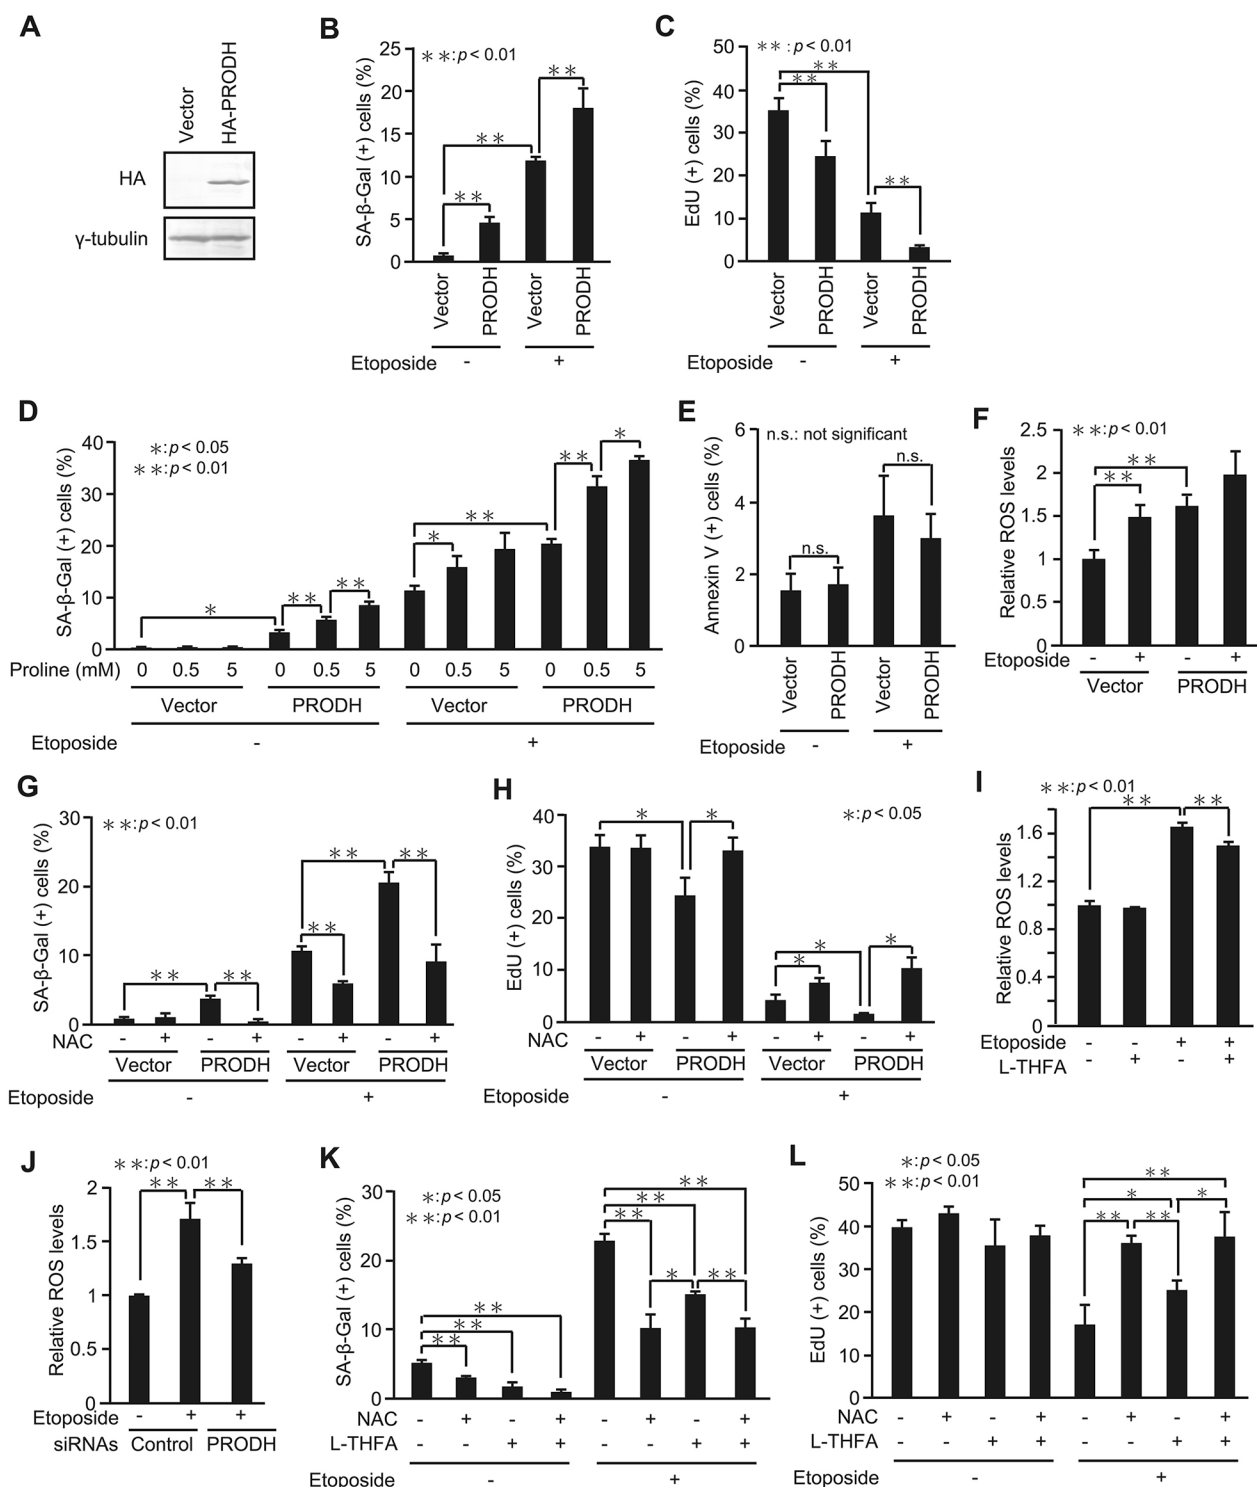 A
Vector
HA-PRODH
HA
γ-tubulin
B
SA-β-Gal (+) cells (%)
25
20
15
10
5
0
∗∗:p < 0.01
∗∗
∗∗
∗∗
Vector
PRODH
Vector
PRODH
Etoposide - +
C
EdU (+) cells (%)
50
40
30
20
10
0
∗∗:p < 0.01
∗∗
∗∗
∗∗
Vector
PRODH
Vector
PRODH
Etoposide - +
D
SA-β-Gal (+) cells (%)
40
30
20
10
0
∗:p < 0.05
∗∗:p < 0.01
∗
∗∗
∗∗
∗
∗∗
∗∗
∗
Proline (mM) 0 0.5 5 0 0.5 5 0 0.5 5 0 0.5 5
Vector PRODH Vector PRODH
Etoposide - +
E
Annexin V (+) cells (%)
6
4
2
0
n.s.: not significant
n.s.
n.s.
Vector
PRODH
Vector
PRODH
Etoposide - +
F
Relative ROS levels
2.5
2
1.5
1
0.5
0
∗∗:p < 0.01
∗∗
∗∗
Etoposide - + - +
Vector PRODH
G
SA-β-Gal (+) cells (%)
30
20
10
0
∗∗:p < 0.01
∗∗
∗∗
∗∗
∗∗
∗∗
NAC - + - + - + - +
Vector PRODH Vector PRODH
Etoposide - +
H
EdU (+) cells (%)
40
30
20
10
0
∗:p < 0.05
∗
∗
∗
∗
∗
NAC - + - + - + - +
Vector PRODH Vector PRODH
Etoposide - +
I
Relative ROS levels
1.6
1.2
0.8
0.4
0
∗∗:p < 0.01
∗∗
∗∗
Etoposide - - + +
L-THFA - + - +
J
Relative ROS levels
2
1.5
1
0.5
0
∗∗:p < 0.01
∗∗
∗∗
Etoposide - + +
siRNAs Control PRODH
K
SA-β-Gal (+) cells (%)
30
20
10
0
∗:p < 0.05
∗∗:p < 0.01
∗∗
∗∗
∗∗
∗∗
∗∗
∗∗
∗
∗∗
NAC - + - + - + - +
L-THFA - - + + - - + +
Etoposide - +
L
EdU (+) cells (%)
50
40
30
20
10
0
∗:p < 0.05
∗∗:p < 0.01
∗∗
∗
∗
∗∗
∗∗
NAC - + - + - + - +
L-THFA - - + + - - + +
Etoposide - +